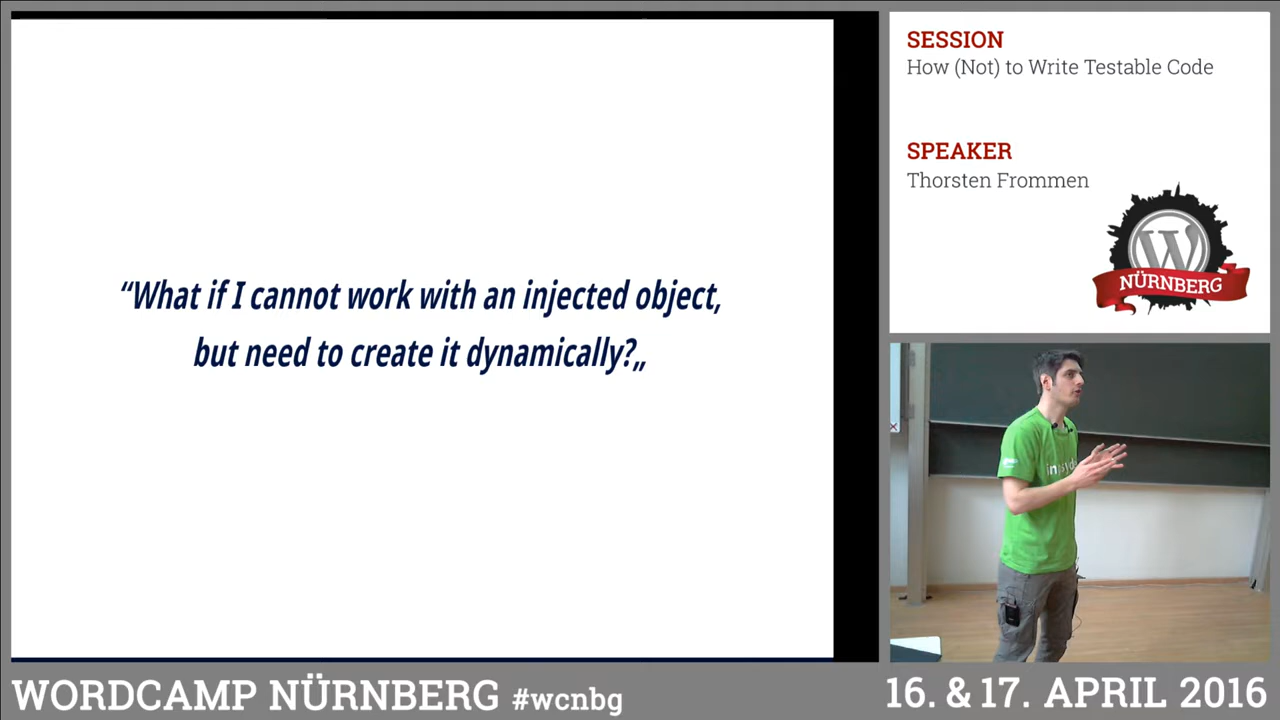 “What if I cannot work with an injected object,
but need to create it dynamically?„
SESSION
How (Not) to Write Testable Code
SPEAKER
Thorsten Frommen
W
NÜRNBERG
WORDCAMP NÜRNBERG #wcnbg
16. & 17. APRIL 2016